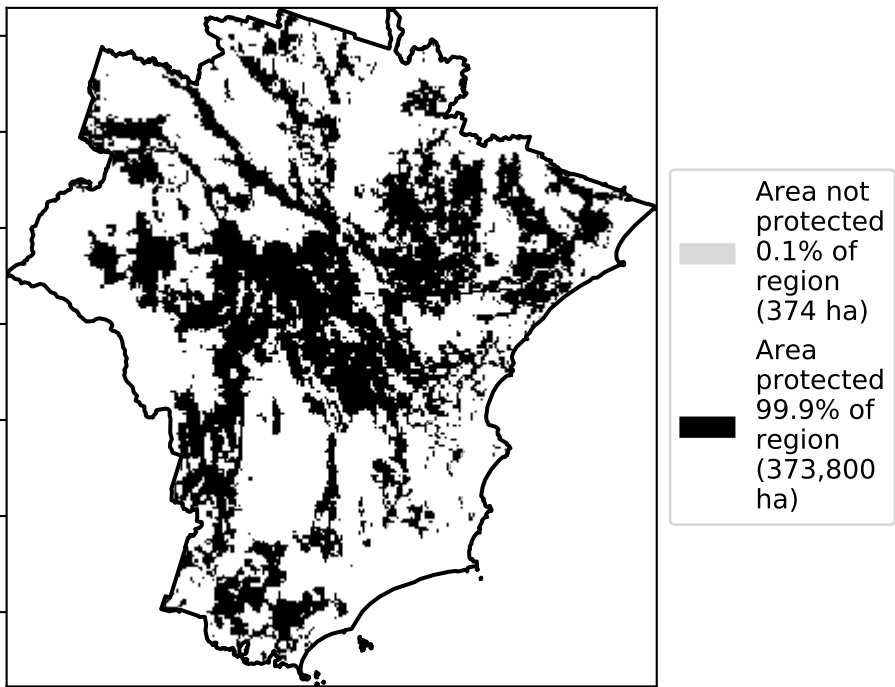 Area not
protected
0.1% of
region
(374 ha)
Area
protected
99.9% of
region
(373,800
ha)